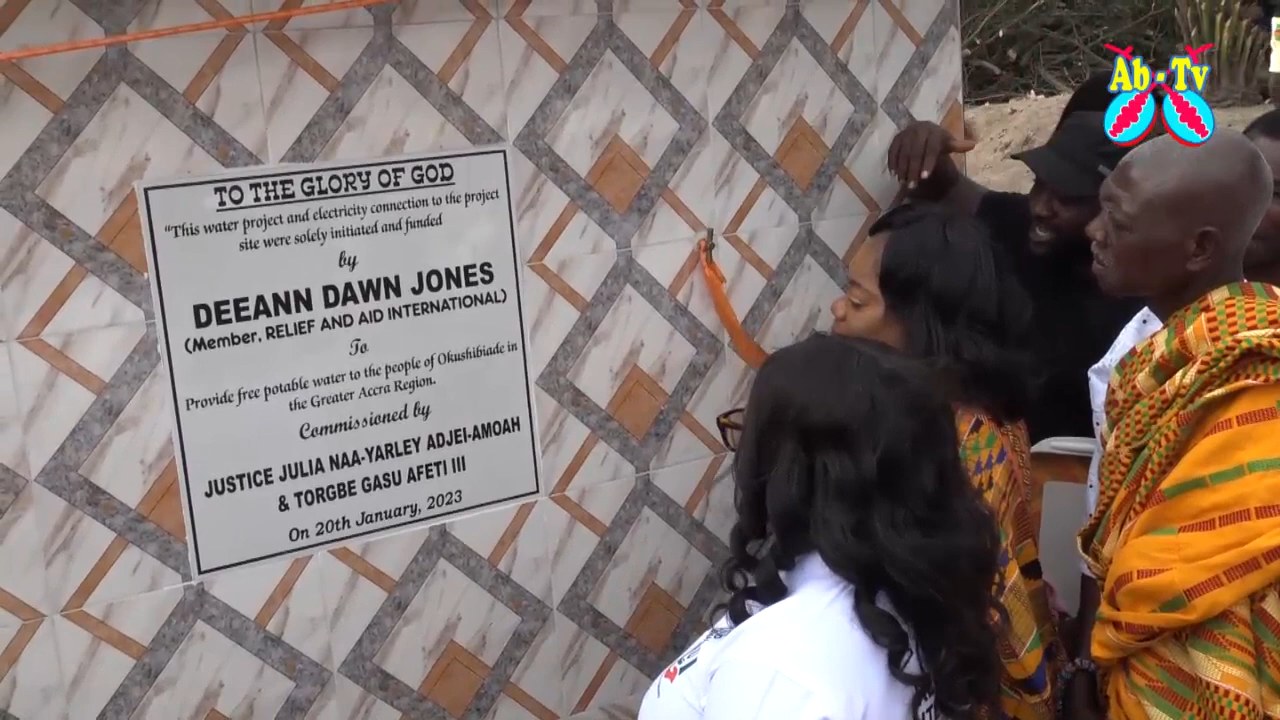 Ab-Tv
TO THE GLORY OF GOD
"This water project and electricity connection to the project
site were solely initiated and funded
by
DEEANN DAWN JONES
(Member, RELIEF AND AID INTERNATIONAL)
To
Provide free potable water to the people of Okushibiade in
the Greater Accra Region.
Commissioned by
JUSTICE JULIA NAA-YARLEY ADJEI-AMOAH
& TORGBE GASU AFETI III
On 20th January, 2023